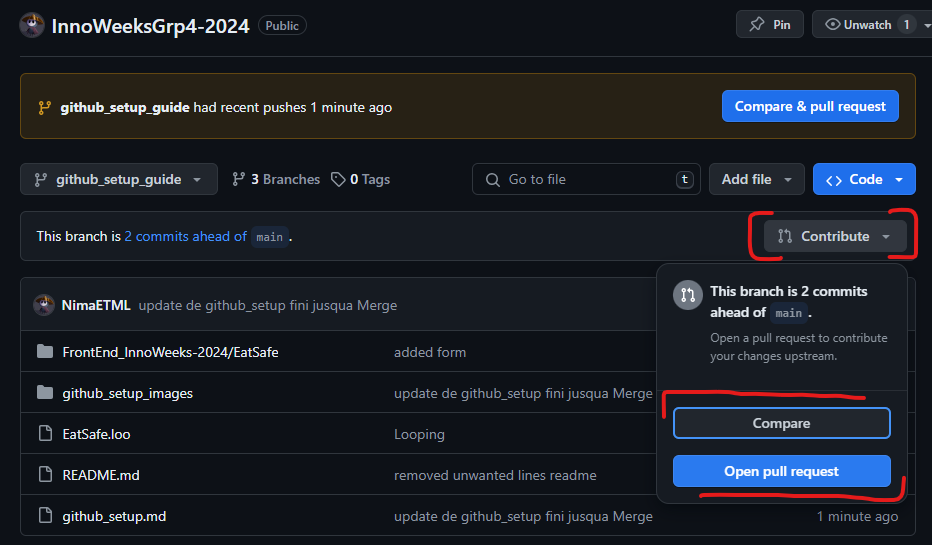 InnoWeeksGrp4-2024 Public Pin Unwatch 1
github_setup_guide had recent pushes 1 minute ago Compare & pull request
github_setup_guide 3 Branches 0 Tags Go to file t Add file Code
This branch is 2 commits ahead of main. Contribute
This branch is 2 commits
ahead of main.
Open a pull request to contribute
your changes upstream.
Compare
Open pull request
NimaETML update de github_setup fini jusqua Merge
FrontEnd_InnoWeeks-2024/EatSafe added form
github_setup_images update de github_setup fini jusqua Merge
EatSafe.loo Looping
README.md removed unwanted lines readme
github_setup.md update de github_setup fini jusqua Merge 1 minute ago